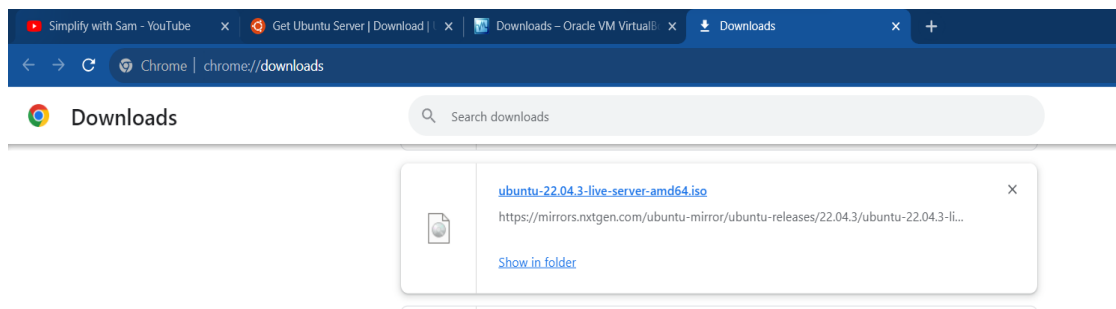 Simplify with Sam - YouTube
Get Ubuntu Server | Download |
Downloads – Oracle VM VirtualB
Downloads
Chrome | chrome://downloads
Downloads
Search downloads
ubuntu-22.04.3-live-server-amd64.iso
https://mirrors.nxtgen.com/ubuntu-mirror/ubuntu-releases/22.04.3/ubuntu-22.04.3-li...
Show in folder